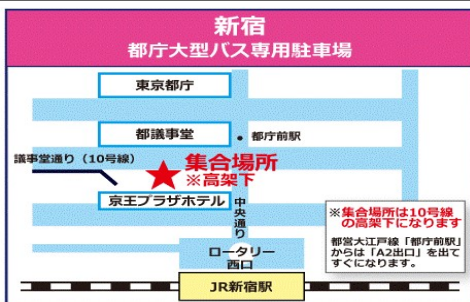 新宿
都庁大型バス専用駐車場
東京都庁
都議事堂
都庁前駅
議事堂通り（10号線）
集合場所
※高架下
京王プラザホテル
中央通り
※集合場所は10号線
の高架下になります
都営大江戸線「都庁前駅」
からは「A2出口」を出て
すぐになります。
ロータリー
西口
JR新宿駅